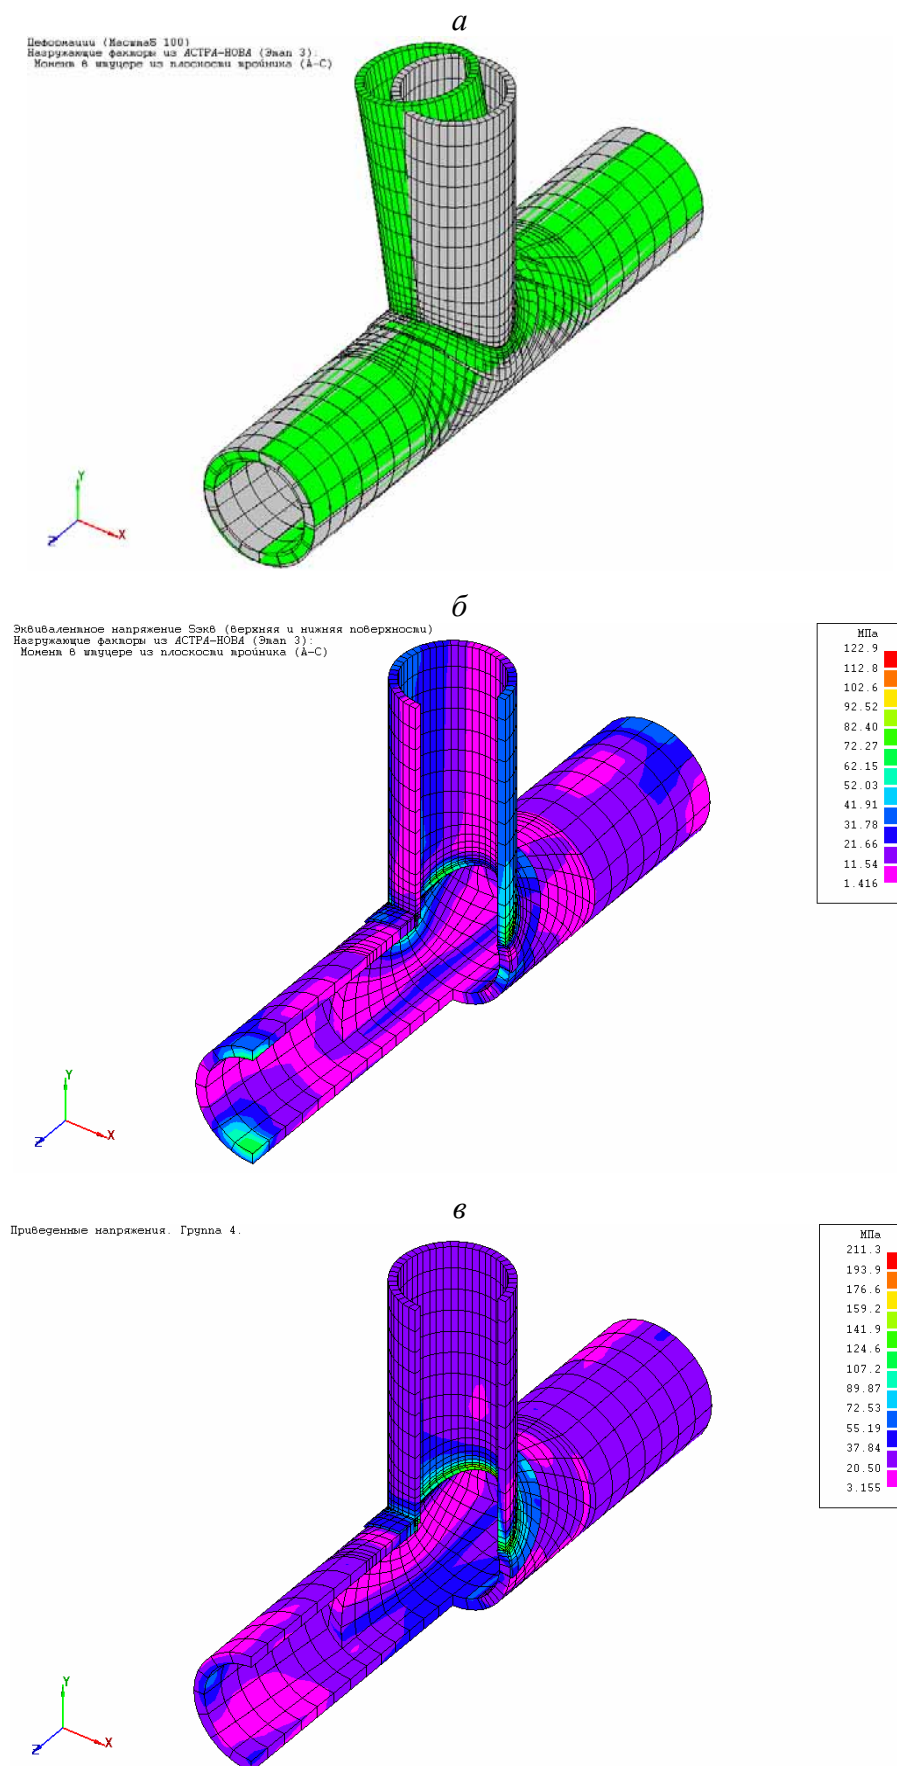 а
Деформации (Масштаб 100)
Нагружающие факторы из АСТРА-НОВА (Этап 3):
Момент в штуцере из плоскости тройника (А-С)
Y
X
Z
б
Эквивалентное напряжение Sэкв (верхняя и нижняя поверхности)
Нагружающие факторы из АСТРА-НОВА (Этап 3):
Момент в штуцере из плоскости тройника (А-С)
МПа
122.9
112.8
102.6
92.52
82.40
72.27
62.15
52.03
41.91
31.78
21.66
11.54
1.416
Y
X
Z
в
Приведенные напряжения. Группа 4.
МПа
211.3
193.9
176.6
159.2
141.9
124.6
107.2
89.87
72.53
55.19
37.84
20.50
3.155
Y
X
Z